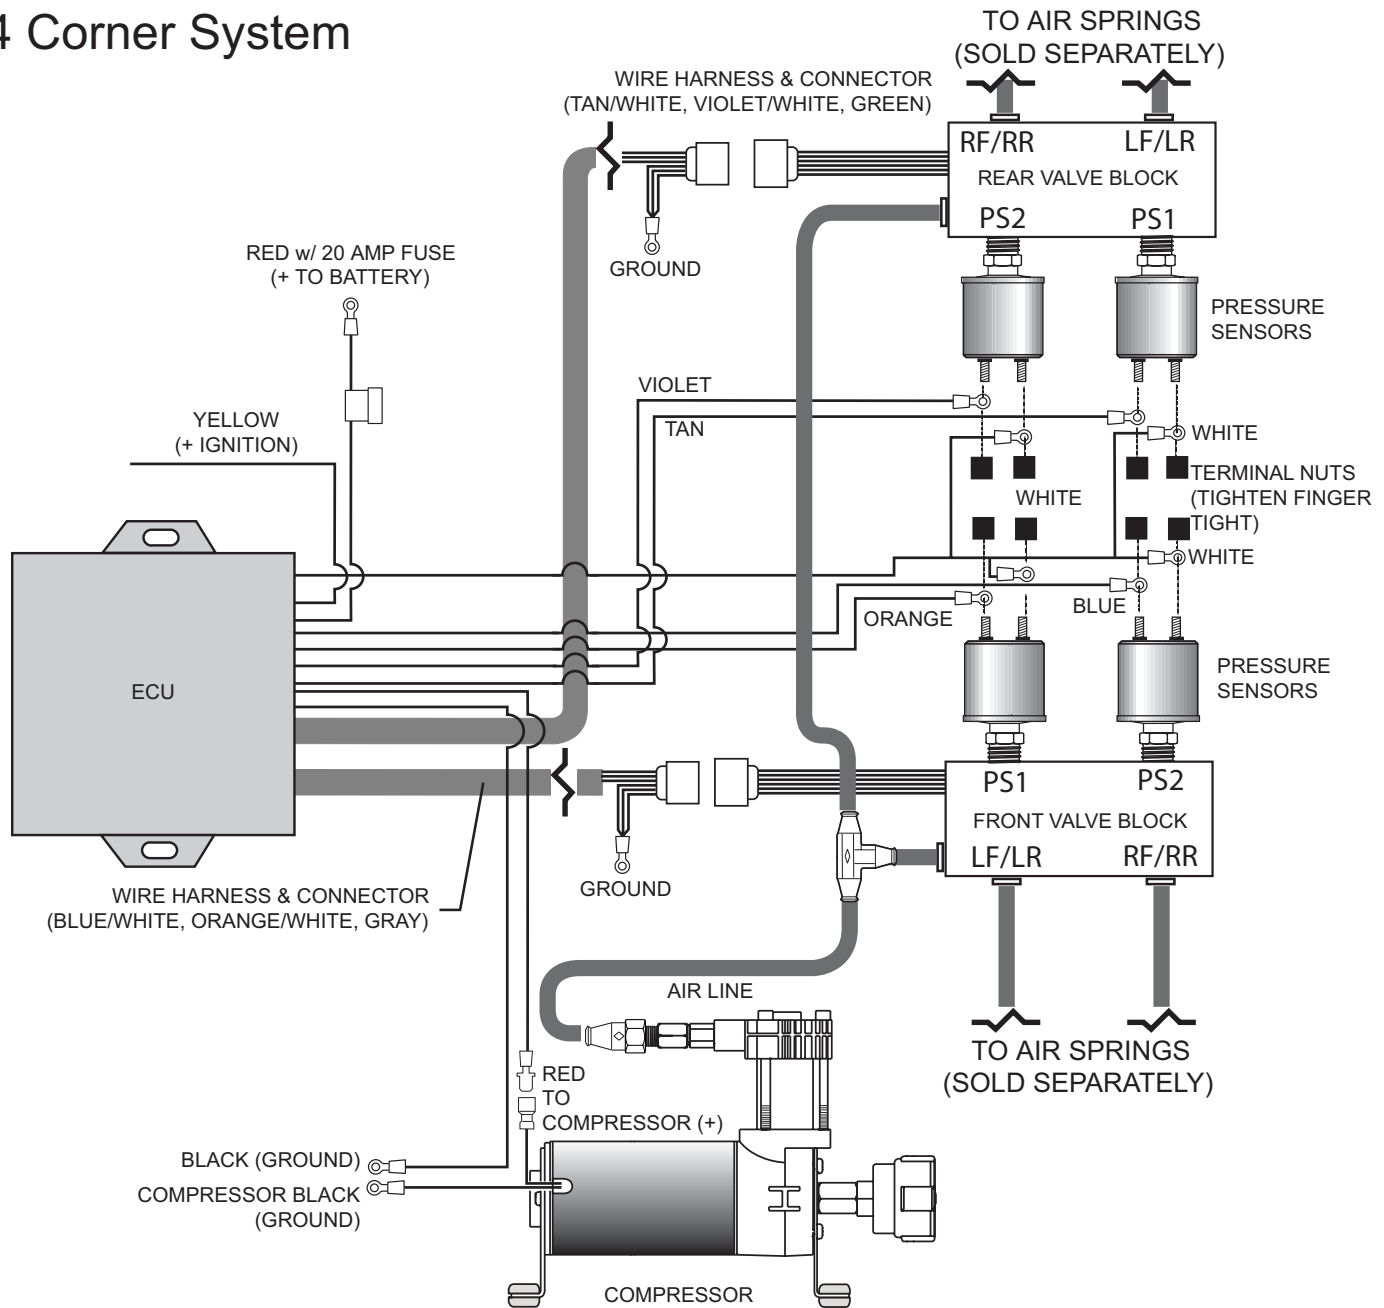 4 Corner System
TO AIR SPRINGS
(SOLD SEPARATELY)
WIRE HARNESS & CONNECTOR
(TAN/WHITE, VIOLET/WHITE, GREEN)
RF/RR
LF/LR
REAR VALVE BLOCK
PS2
PS1
GROUND
RED w/ 20 AMP FUSE
(+ TO BATTERY)
PRESSURE
SENSORS
VIOLET
YELLOW
(+ IGNITION)
TAN
WHITE
TERMINAL NUTS
(TIGHTEN FINGER
TIGHT)
WHITE
WHITE
BLUE
ORANGE
ECU
PRESSURE
SENSORS
PS1
PS2
FRONT VALVE BLOCK
LF/LR
RF/RR
GROUND
WIRE HARNESS & CONNECTOR
(BLUE/WHITE, ORANGE/WHITE, GRAY)
AIR LINE
TO AIR SPRINGS
(SOLD SEPARATELY)
RED
TO
COMPRESSOR (+)
BLACK (GROUND)
COMPRESSOR BLACK
(GROUND)
COMPRESSOR